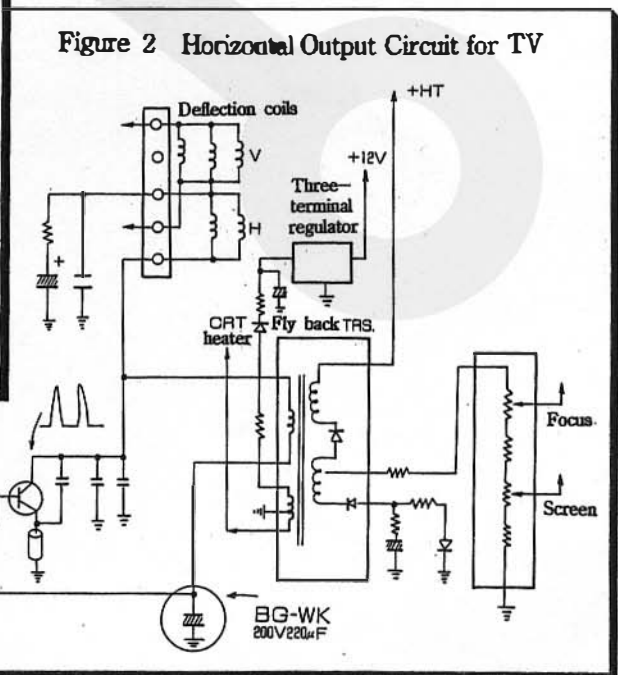 Figure 2 Horizontal Output Circuit for TV
Deflection coils
+HT
V
+12V
Three-
terminal
regulator
H
+
CRT
heater
Fly back TRS.
Focus
Screen
BG-WK
200V220µF